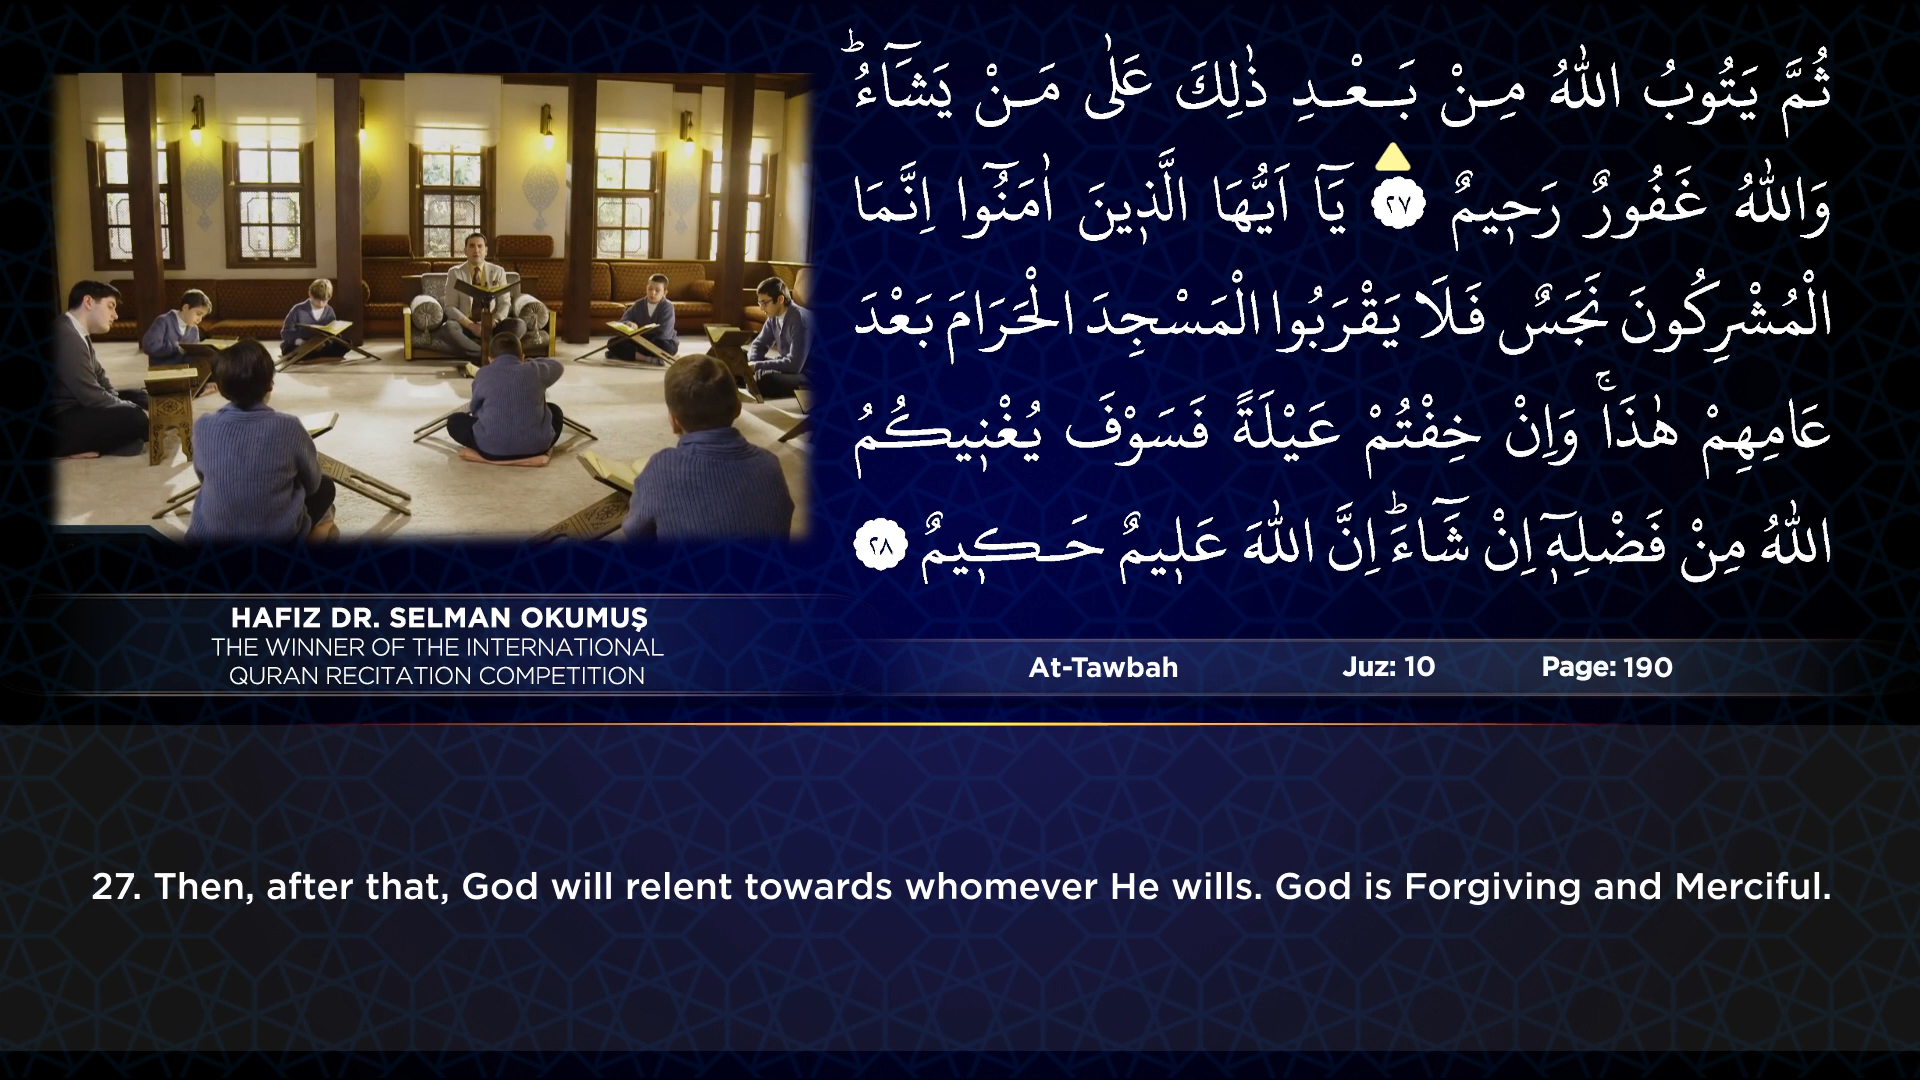 ثُمَّ يَتُوبُ اللّٰهُ مِنْ بَعْدِ ذٰلِكَ عَلٰى مَنْ يَشَٓاءُۜ
وَاللّٰهُ غَفُورٌ رَحٖيمٌ ﴿٢٧﴾ يَٓا اَيُّهَا الَّذٖينَ اٰمَنُٓوا اِنَّمَا
الْمُشْرِكُونَ نَجَسٌ فَلَا يَقْرَبُوا الْمَسْجِدَ الْحَرَامَ بَعْدَ
عَامِهِمْ هٰذَاۚ وَاِنْ خِفْتُمْ عَيْلَةً فَسَوْفَ يُغْنٖيكُمُ
اللّٰهُ مِنْ فَضْلِهٖٓ اِنْ شَٓاءَۜ اِنَّ اللّٰهَ عَلٖيمٌ حَكٖيمٌ ﴿٢٨﴾
HAFIZ DR. SELMAN OKUMUŞ
THE WINNER OF THE INTERNATIONAL
QURAN RECITATION COMPETITION
At-Tawbah Juz: 10 Page: 190
27. Then, after that, God will relent towards whomever He wills. God is Forgiving and Merciful.